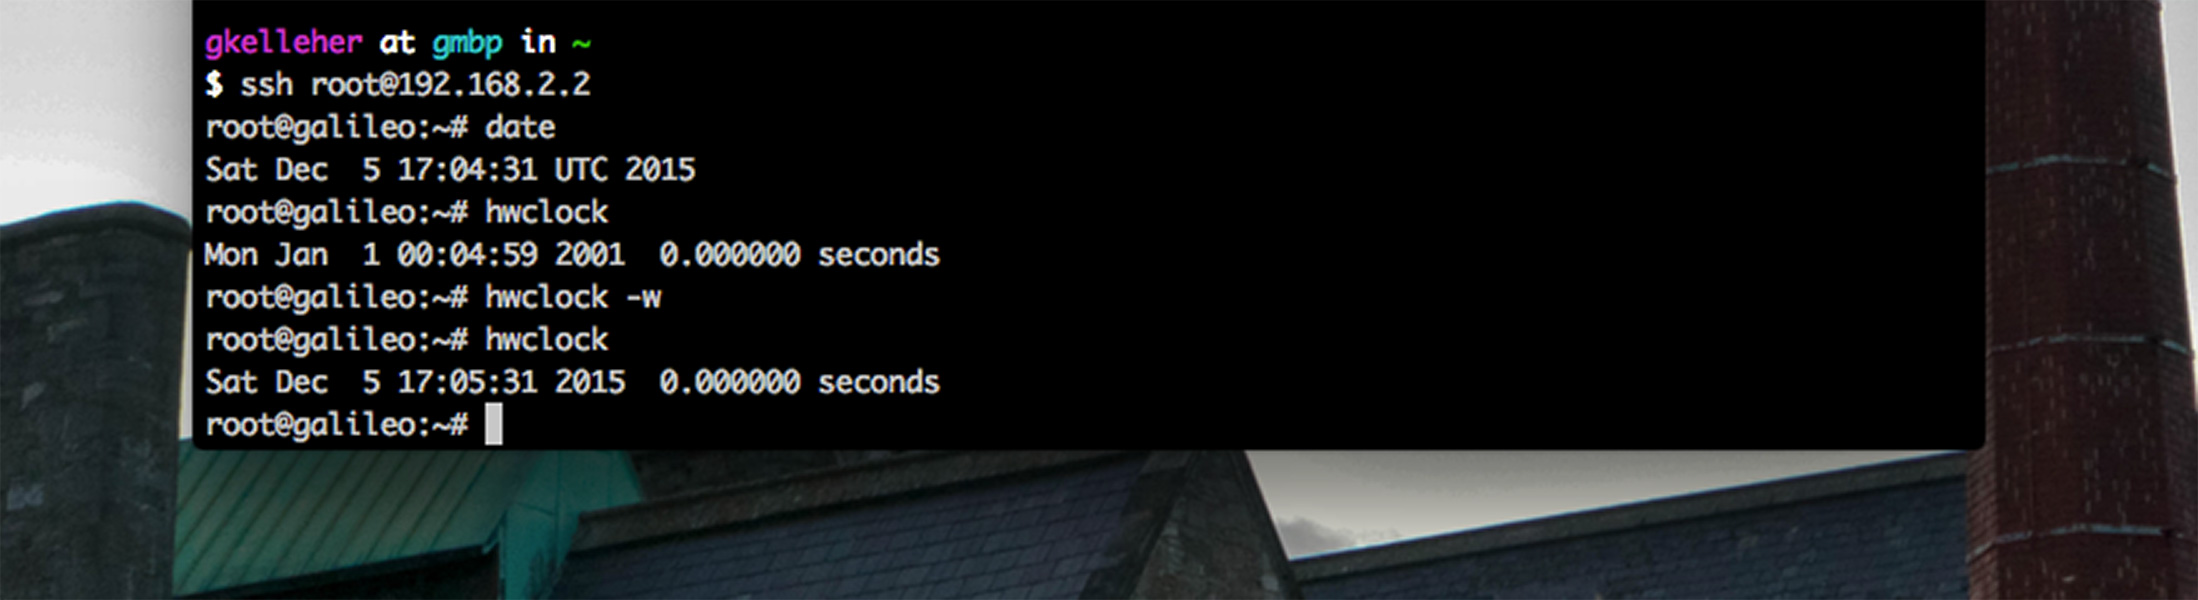 gkelleher at gmbp in ~
$ ssh root@192.168.2.2
root@galileo:~# date
Sat Dec  5 17:04:31 UTC 2015
root@galileo:~# hwclock
Mon Jan  1 00:04:59 2001  0.000000 seconds
root@galileo:~# hwclock -w
root@galileo:~# hwclock
Sat Dec  5 17:05:31 2015  0.000000 seconds
root@galileo:~#